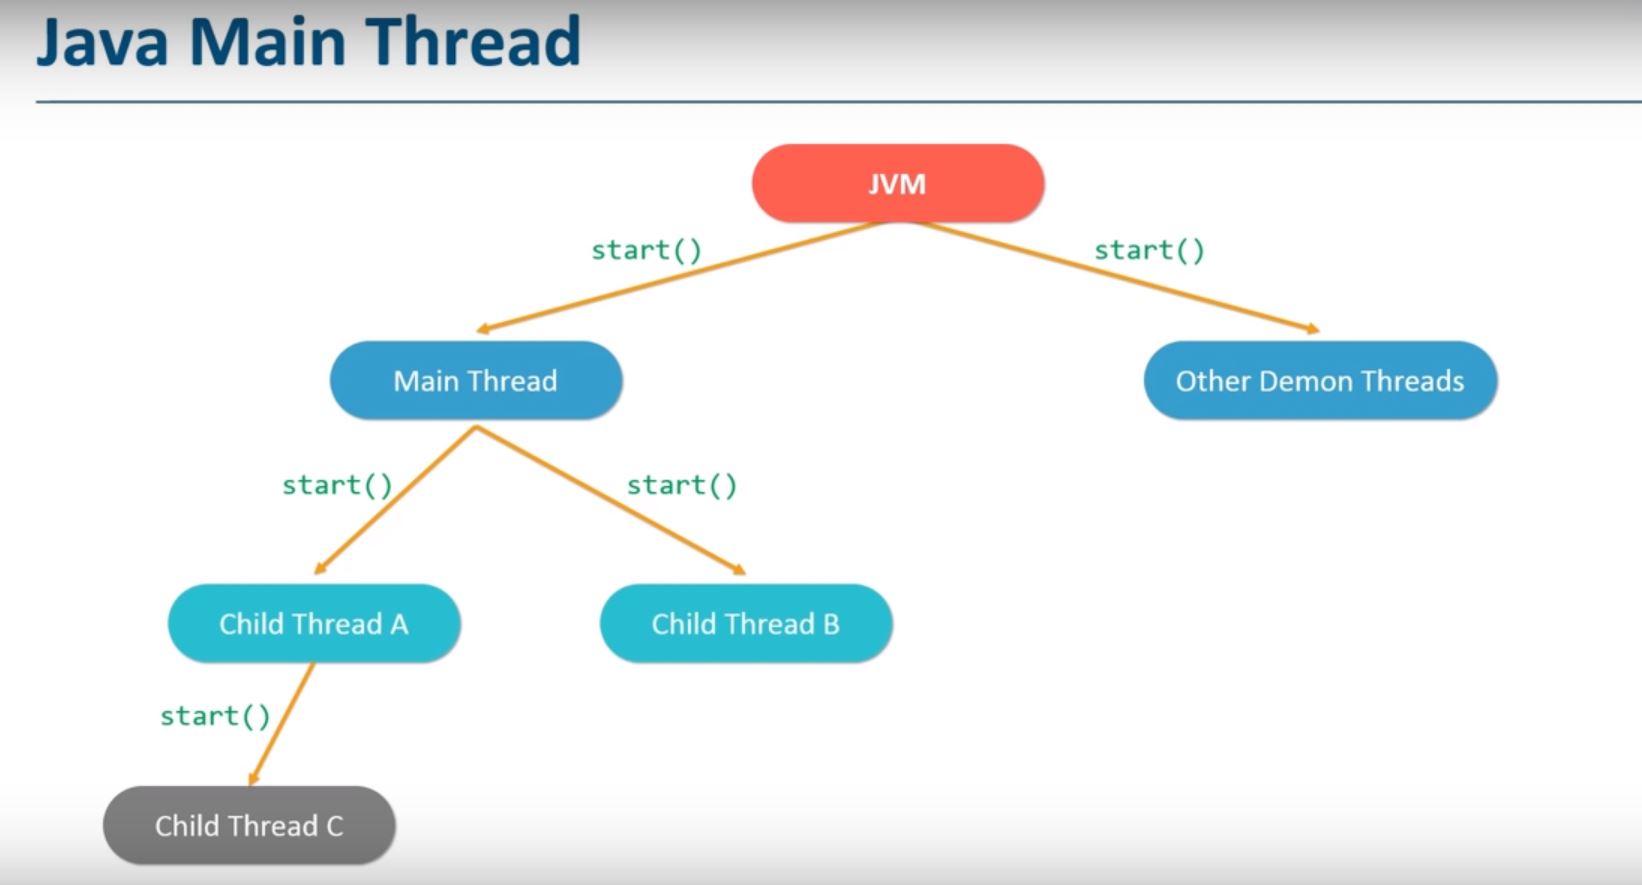 Java Main Thread
JVM
start()
start()
Main Thread
Other Demon Threads
start()
start()
Child Thread A
Child Thread B
start()
Child Thread C